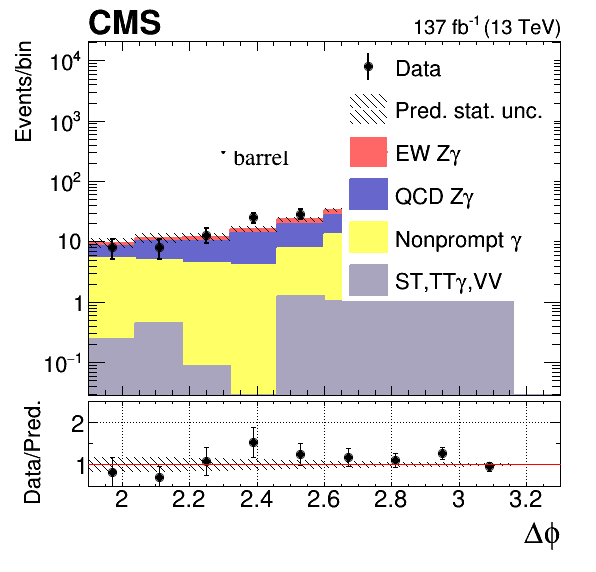 CMS
137 fb⁻¹ (13 TeV)
Events/bin
10⁴
10³
10²
10
1
10⁻¹
Data
Pred. stat. unc.
EW Zγ
QCD Zγ
Nonprompt γ
ST,TTγ,VV
barrel
Data/Pred.
2
1
2
2.2
2.4
2.6
2.8
3
3.2
Δϕ